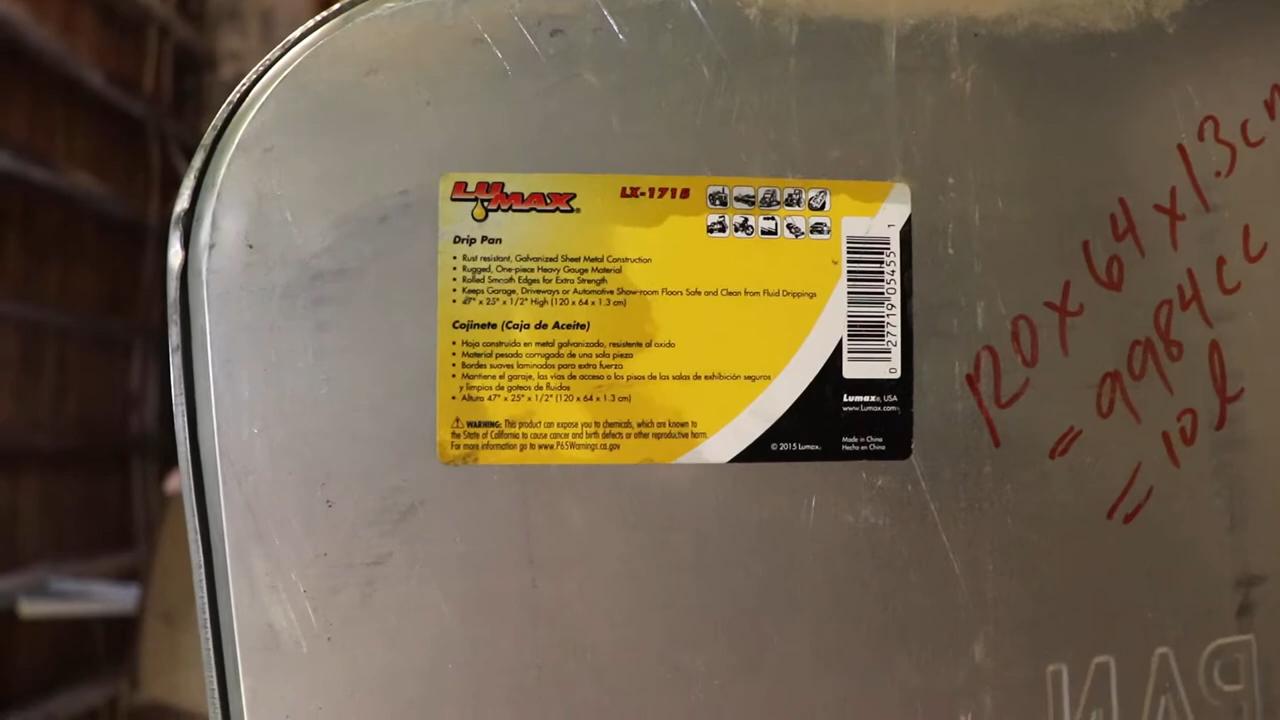 LUMAX®
LX-1715
Drip Pan
• Rust resistant, Galvanized Sheet Metal Construction
• Rugged, One-piece Heavy Gauge Material
• Rolled Smooth Edges for Extra Strength
• Keeps Garage, Driveways or Automotive Show-room Floors Safe and Clean from Fluid Drippings
• 47" x 25" x 1/2" High (120 x 64 x 1.3 cm)
Cojinete (Caja de Aceite)
• Hoja construida en metal galvanizado, resistente al oxido
• Material pesado corrugado de una sola pieza
• Bordes suaves laminados para extra fuerza
• Mantiene el garaje, las vias de acceso o los pisos de las salas de exhibición seguros
y limpios de goteos de fluidos
• Altura 47" x 25" x 1/2" (120 x 64 x 1.3 cm)
WARNING: This product can expose you to chemicals, which are known to
the State of California to cause cancer and birth defects or other reproductive harm.
For more information go to www.P65Warnings.ca.gov
© 2015 Lumax®
0 27719 05455 1
Lumax®, USA
www.Lumax.com
Made in China
Hecho en China
120 x 64 x 1.3 cm
= 9984 cc
= 10 l
PAN